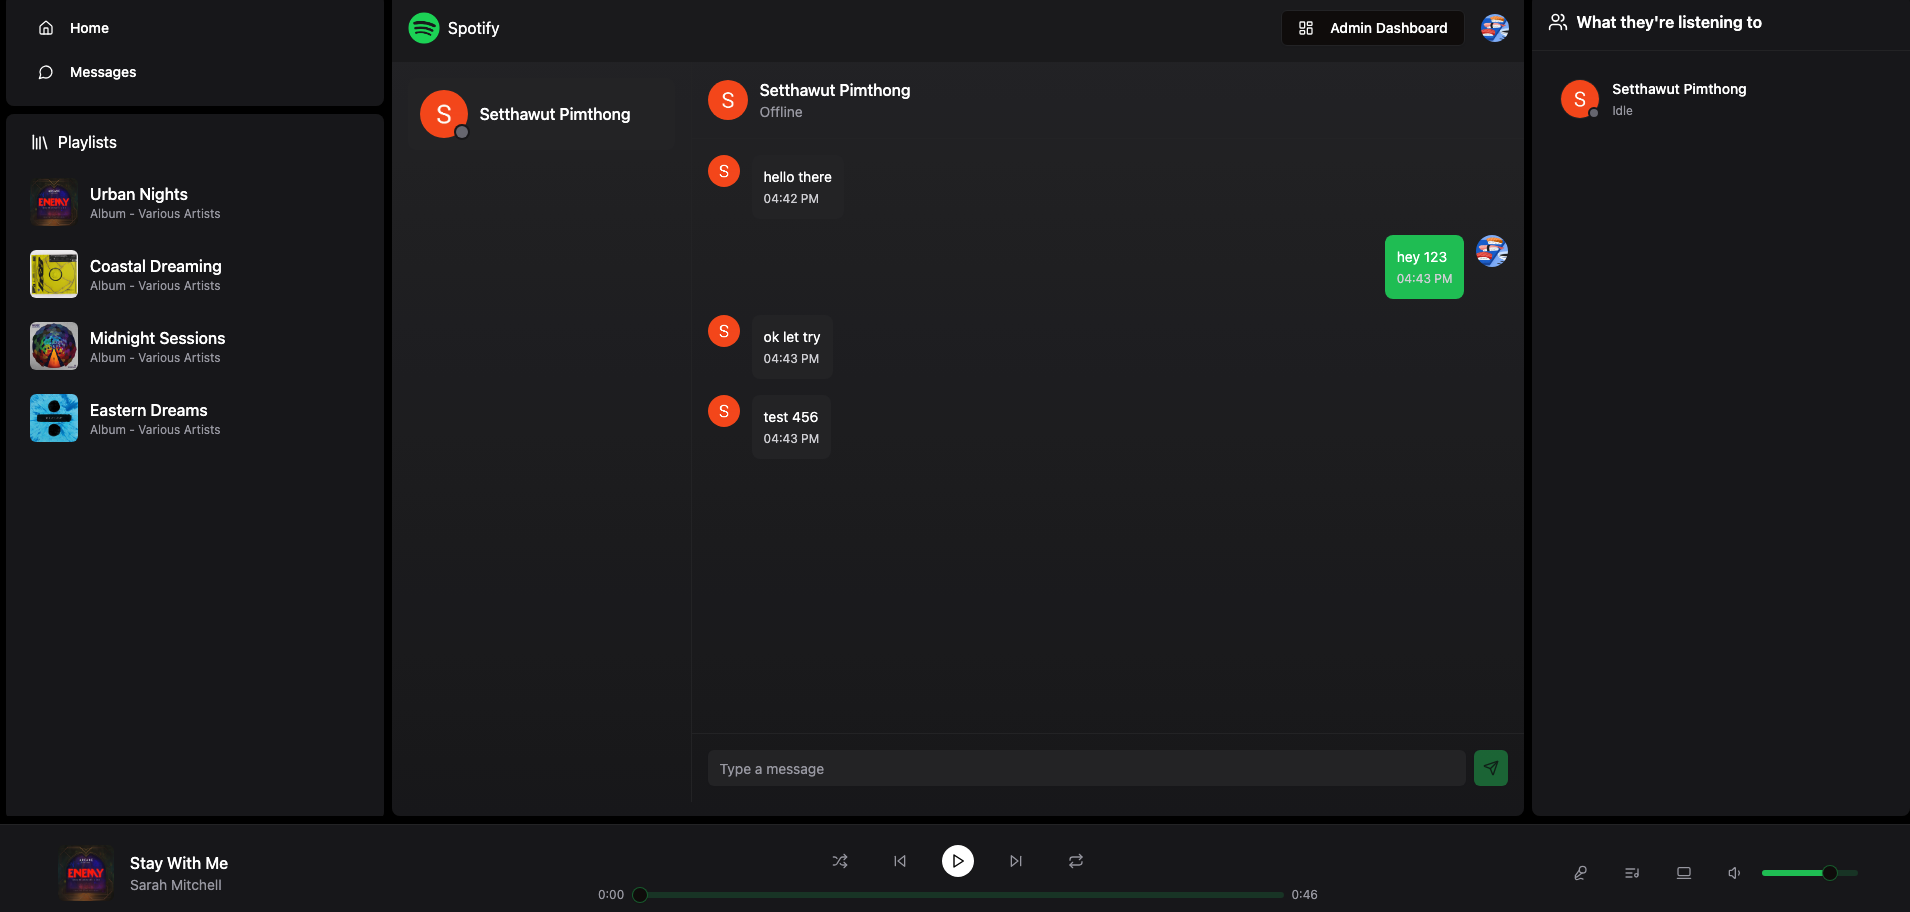 Home
Messages
Playlists
Urban Nights
Album - Various Artists
Coastal Dreaming
Album - Various Artists
Midnight Sessions
Album - Various Artists
Eastern Dreams
Album - Various Artists
Spotify
Admin Dashboard
S
Setthawut Pimthong
S
Setthawut Pimthong
Offline
S
hello there
04:42 PM
hey 123
04:43 PM
S
ok let try
04:43 PM
S
test 456
04:43 PM
Type a message
What they're listening to
S
Setthawut Pimthong
Idle
ENEMY
Stay With Me
Sarah Mitchell
0:00
0:46